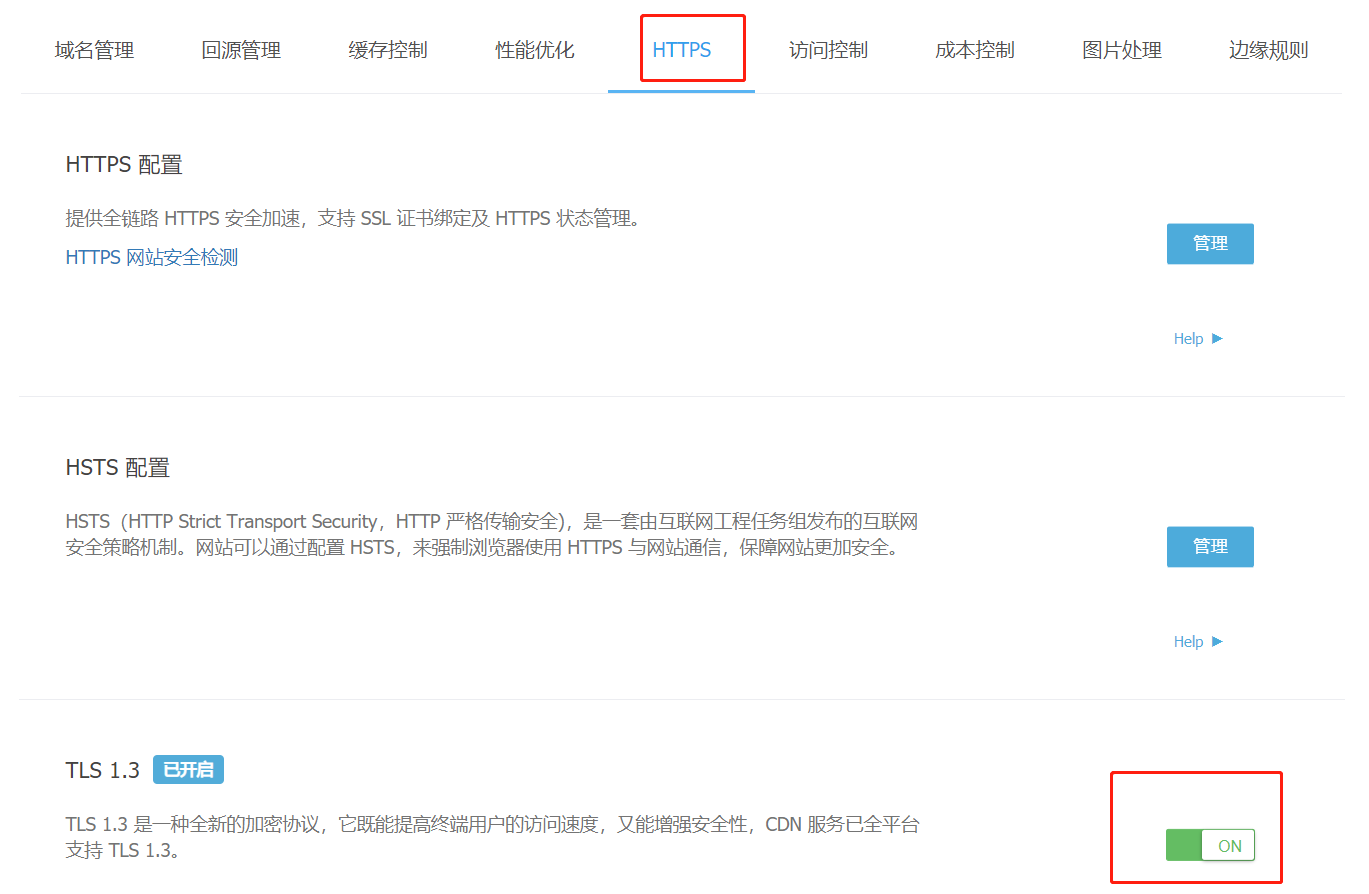 域名管理 回源管理 缓存控制 性能优化 HTTPS 访问控制 成本控制 图片处理 边缘规则
HTTPS 配置
提供全链路 HTTPS 安全加速，支持 SSL 证书绑定及 HTTPS 状态管理。
管理
HTTPS 网站安全检测
Help ▶
HSTS 配置
HSTS（HTTP Strict Transport Security，HTTP 严格传输安全），是一套由互联网工程任务组发布的互联网
安全策略机制。网站可以通过配置 HSTS，来强制浏览器使用 HTTPS 与网站通信，保障网站更加安全。
管理
Help ▶
TLS 1.3 已开启
TLS 1.3 是一种全新的加密协议，它既能提高终端用户的访问速度，又能增强安全性，CDN 服务已全平台
支持 TLS 1.3。
ON